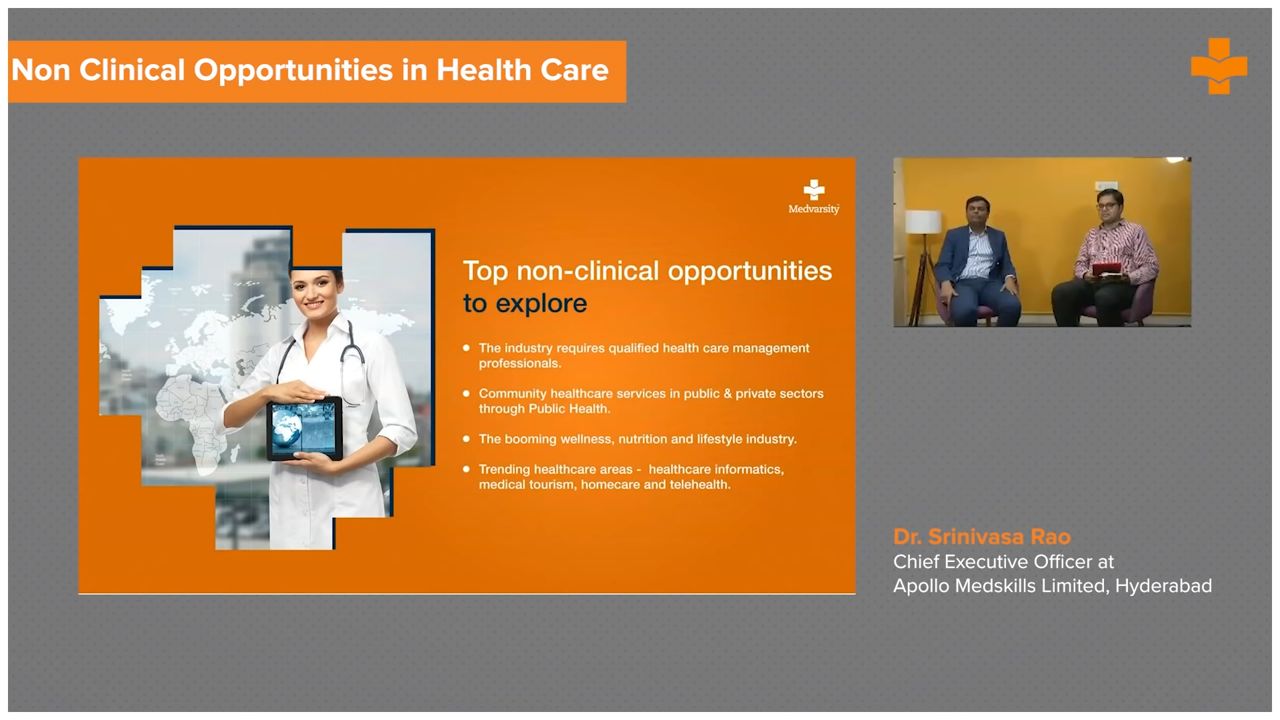 Non Clinical Opportunities in Health Care
Medvarsity
Top non-clinical opportunities
to explore
• The industry requires qualified health care management
professionals.
• Community healthcare services in public & private sectors
through Public Health.
• The booming wellness, nutrition and lifestyle industry.
• Trending healthcare areas - healthcare informatics,
medical tourism, homecare and telehealth.
Dr. Srinivasa Rao
Chief Executive Officer at
Apollo Medskills Limited, Hyderabad